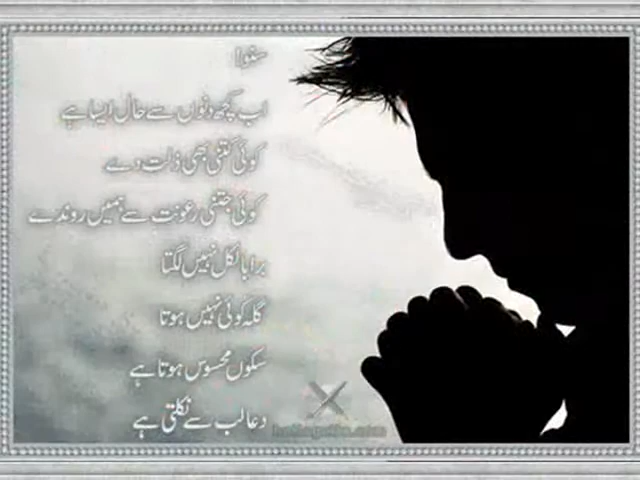 سنو!
اب کچھ دنوں سے حال ایسا ہے
کوئی کتنی بھی ذلت دے
کوئی جتنی رعونت سے ہمیں روندے
برا بالکل نہیں لگتا
گلہ کوئی نہیں ہوتا
سکوں محسوس ہوتا ہے
دعا لب سے نکلتی ہے